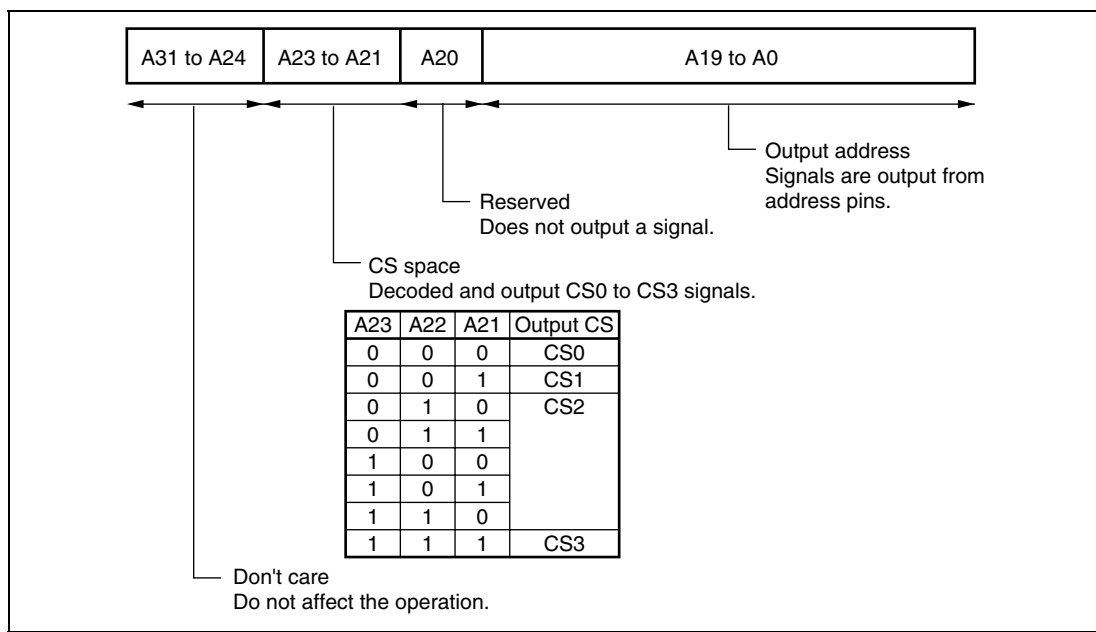 A31 to A24 A23 to A21 A20 A19 to A0
Output address
Signals are output from
address pins.
Reserved
Does not output a signal.
CS space
Decoded and output CS0 to CS3 signals.
A23 A22 A21 Output CS
0 0 0 CS0
0 0 1 CS1
0 1 0 CS2
0 1 1
1 0 0
1 0 1
1 1 0
1 1 1 CS3
Don't care
Do not affect the operation.